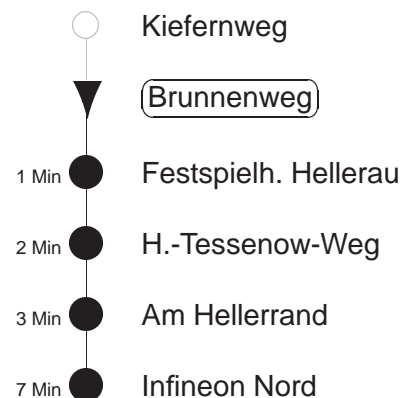 Kiefernweg
Brunnenweg
1 Min Festspielh. Hellerau
2 Min H.-Tessenow-Weg
3 Min Am Hellerrand
7 Min Infineon Nord